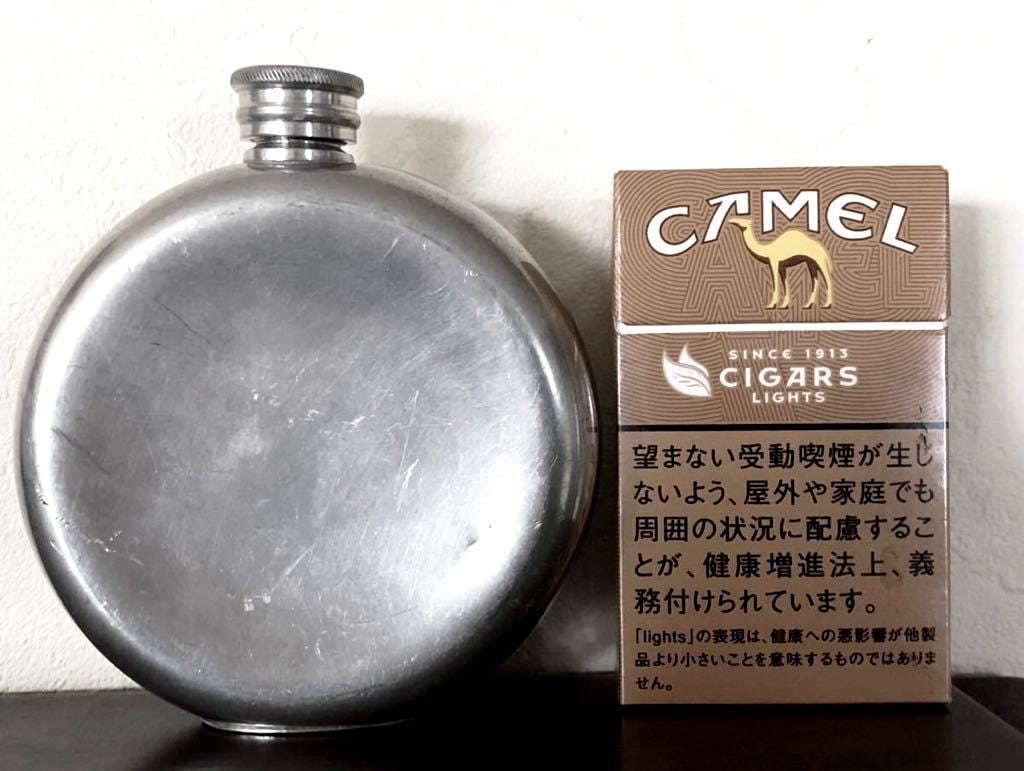 CAMEL
SINCE 1913
CIGARS
LIGHTS
望まない受動喫煙が生じ
ないよう、屋外や家庭でも
周囲の状況に配慮するこ
とが、健康増進法上、義
務付けられています。
「lights」の表現は、健康への悪影響が他製
品より小さいことを意味するものではありま
せん。